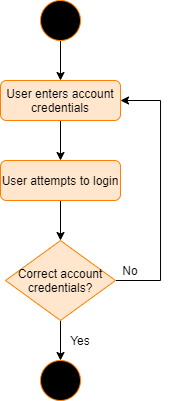 User enters account
credentials
User attempts to login
Correct account
credentials?
No
Yes